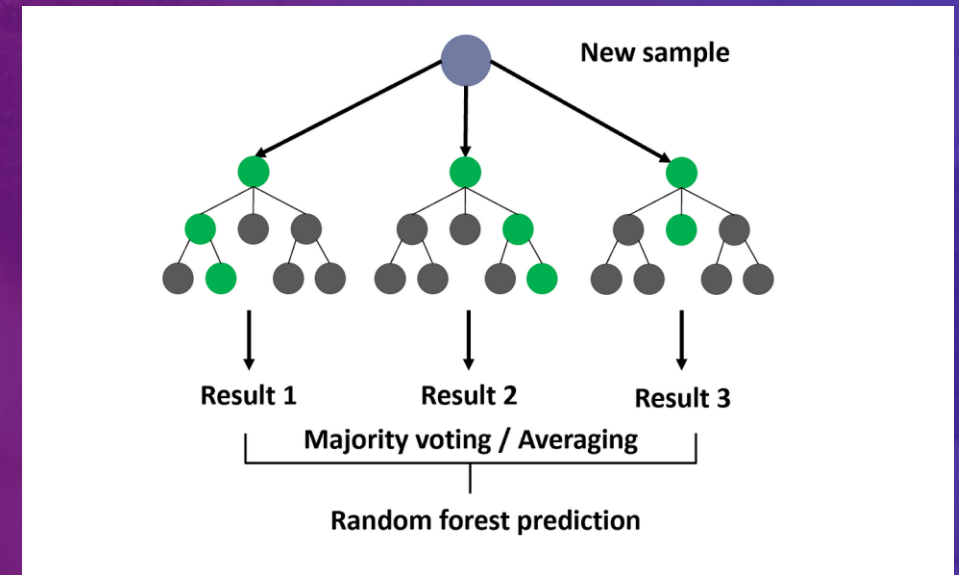 New sample
Result 1
Result 2
Result 3
Majority voting / Averaging
Random forest prediction